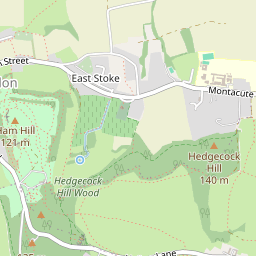 Street
East Stoke
Montacute
Ham Hill
121 m
Hedgecock
Hill
140 m
Hedgecock
Hill Wood
Lane